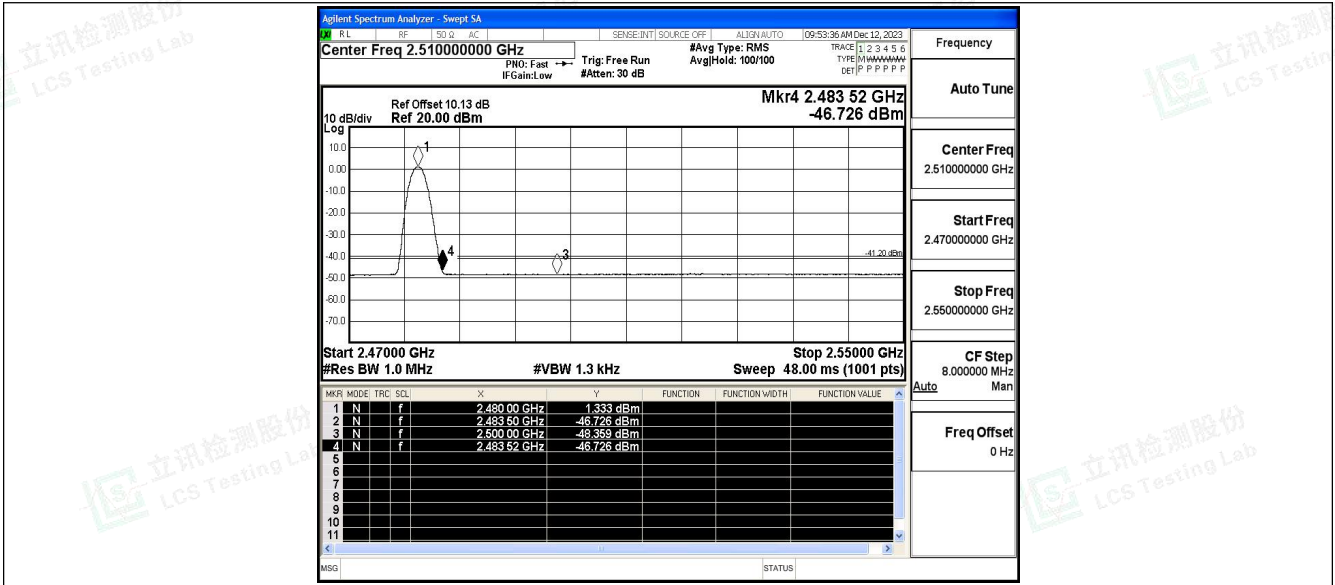 Agilent Spectrum Analyzer - Swept SA
RL RF 50 Ω AC SENSE:INT SOURCE OFF ALIGN AUTO 09:53:36 AM Dec 12, 2023
Center Freq 2.510000000 GHz
PNO: Fast
IFGain:Low
Trig: Free Run
#Atten: 30 dB
#Avg Type: RMS
Avg|Hold: 100/100
TRACE 1 2 3 4 5 6
TYPE M
DET P P P P P P
Ref Offset 10.13 dB
10 dB/div Ref 20.00 dBm
Log
Mkr4 2.483 52 GHz
-46.726 dBm
10.0
0.00
-10.0
-20.0
-30.0
-40.0
-50.0
-60.0
-70.0
1
4
3
-41.20 dBm
Start 2.47000 GHz Stop 2.55000 GHz
#Res BW 1.0 MHz #VBW 1.3 kHz Sweep 48.00 ms (1001 pts)
MKR MODE TRC SCL X Y FUNCTION FUNCTION WIDTH FUNCTION VALUE
1 N f 2.480 00 GHz 1.333 dBm
2 N f 2.483 50 GHz -46.726 dBm
3 N f 2.500 00 GHz -48.359 dBm
4 N f 2.483 52 GHz -46.726 dBm
5
6
7
8
9
10
11
MSG STATUS
Frequency
Auto Tune
Center Freq
2.510000000 GHz
Start Freq
2.470000000 GHz
Stop Freq
2.550000000 GHz
CF Step
8.000000 MHz
Auto Man
Freq Offset
0 Hz
立讯检测股份
LCS Testing Lab
立讯检测股份
LCS Testing Lab
立讯检测股份
LCS Testing Lab